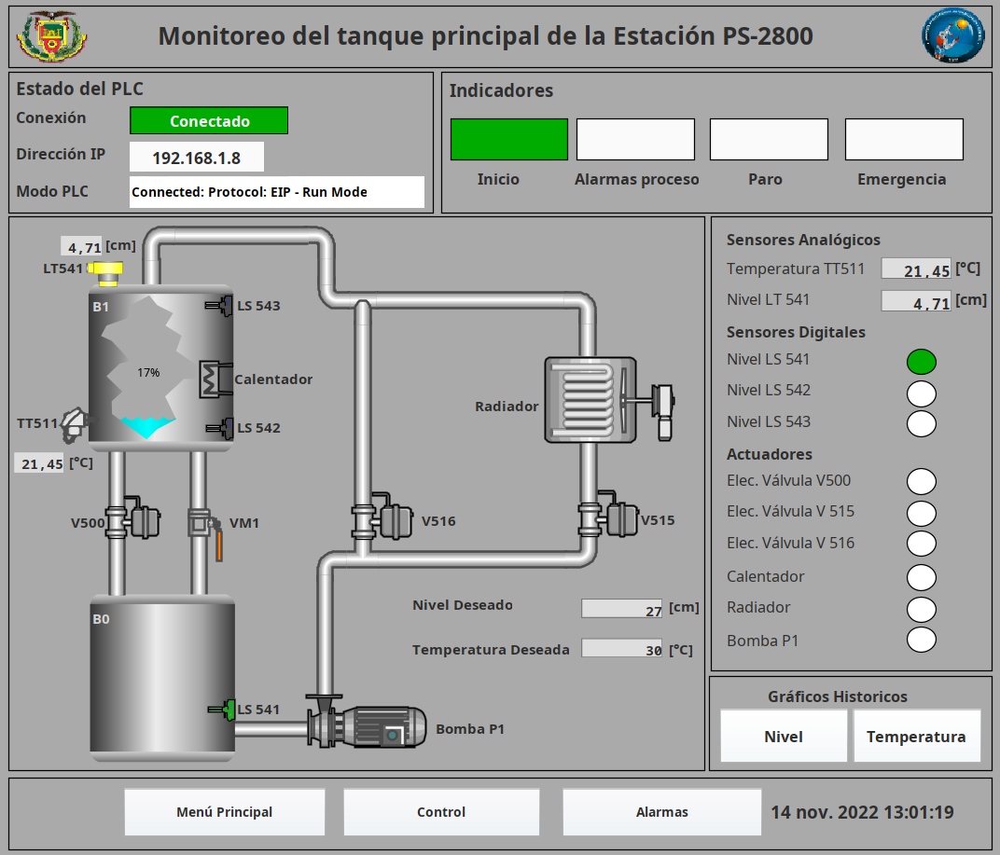 Monitoreo del tanque principal de la Estación PS-2800
Estado del PLC
Conexión
Conectado
Dirección IP
192.168.1.8
Modo PLC
Connected: Protocol: EIP - Run Mode
Indicadores
Inicio
Alarmas proceso
Paro
Emergencia
4,71 [cm]
LT541
B1
LS 543
17%
Calentador
TT511
LS 542
21,45 [°C]
V500
VM1
V516
V515
Radiador
B0
LS 541
Bomba P1
Nivel Deseado 27 [cm]
Temperatura Deseada 30 [°C]
Sensores Analógicos
Temperatura TT511 21,45 [°C]
Nivel LT 541 4,71 [cm]
Sensores Digitales
Nivel LS 541
Nivel LS 542
Nivel LS 543
Actuadores
Elec. Válvula V500
Elec. Válvula V 515
Elec. Válvula V 516
Calentador
Radiador
Bomba P1
Gráficos Historicos
Nivel
Temperatura
Menú Principal
Control
Alarmas
14 nov. 2022 13:01:19